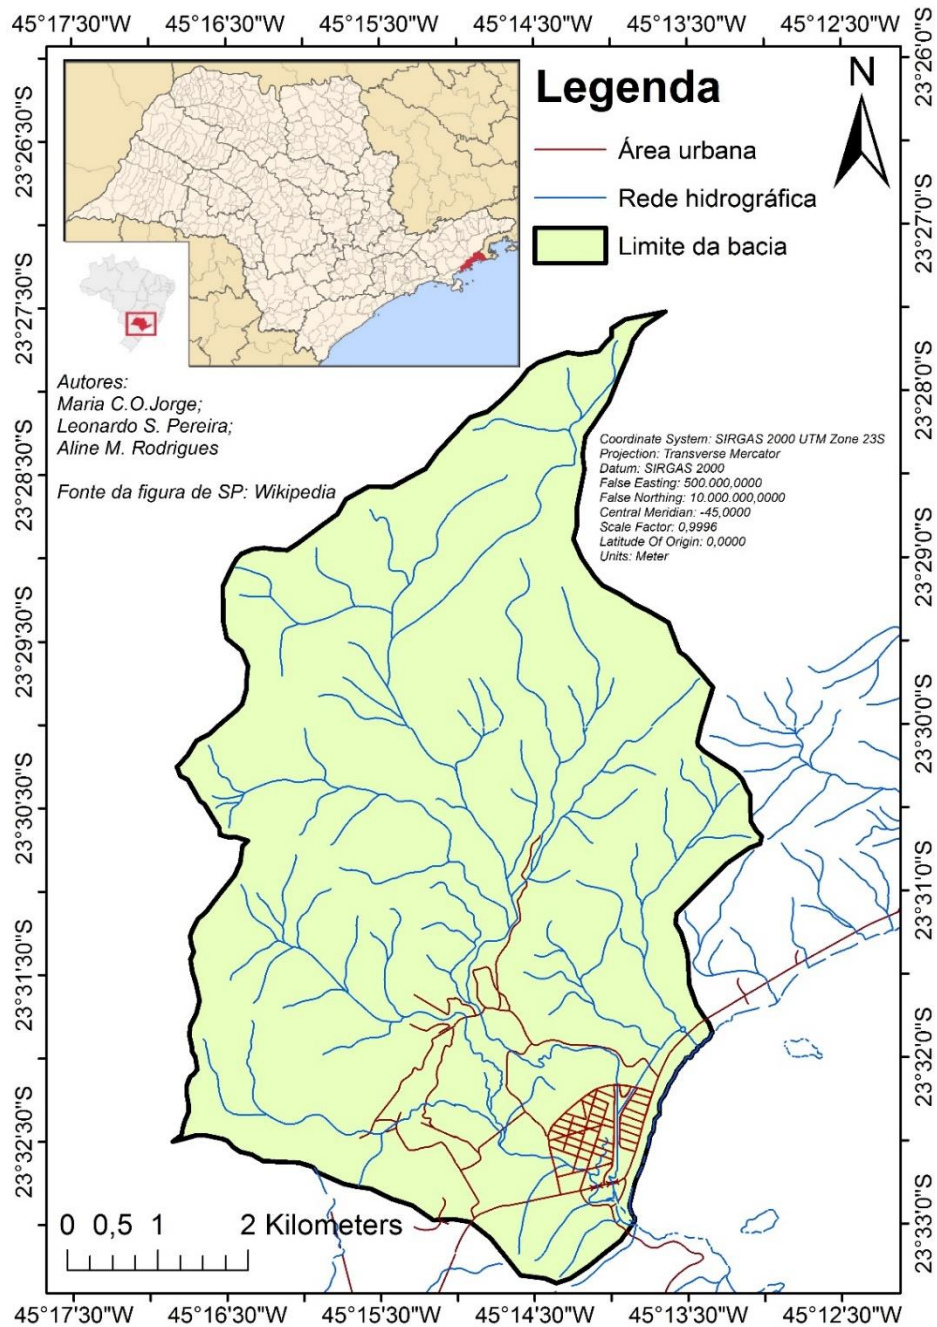 45°17'30"W 45°16'30"W 45°15'30"W 45°14'30"W 45°13'30"W 45°12'30"W
Legenda
N
Área urbana
Rede hidrográfica
Limite da bacia
Autores:
Maria C.O.Jorge;
Leonardo S. Pereira;
Aline M. Rodrigues
Fonte da figura de SP: Wikipedia
Coordinate System: SIRGAS 2000 UTM Zone 23S
Projection: Transverse Mercator
Datum: SIRGAS 2000
False Easting: 500.000,0000
False Northing: 10.000.000,0000
Central Meridian: -45,0000
Scale Factor: 0,9996
Latitude Of Origin: 0,0000
Units: Meter
23°26'30"S
23°27'30"S
23°28'30"S
23°29'30"S
23°30'30"S
23°31'30"S
23°32'30"S
23°26'0"S
23°27'0"S
23°28'0"S
23°29'0"S
23°30'0"S
23°31'0"S
23°32'0"S
23°33'0"S
0 0,5 1 2 Kilometers
45°17'30"W 45°16'30"W 45°15'30"W 45°14'30"W 45°13'30"W 45°12'30"W